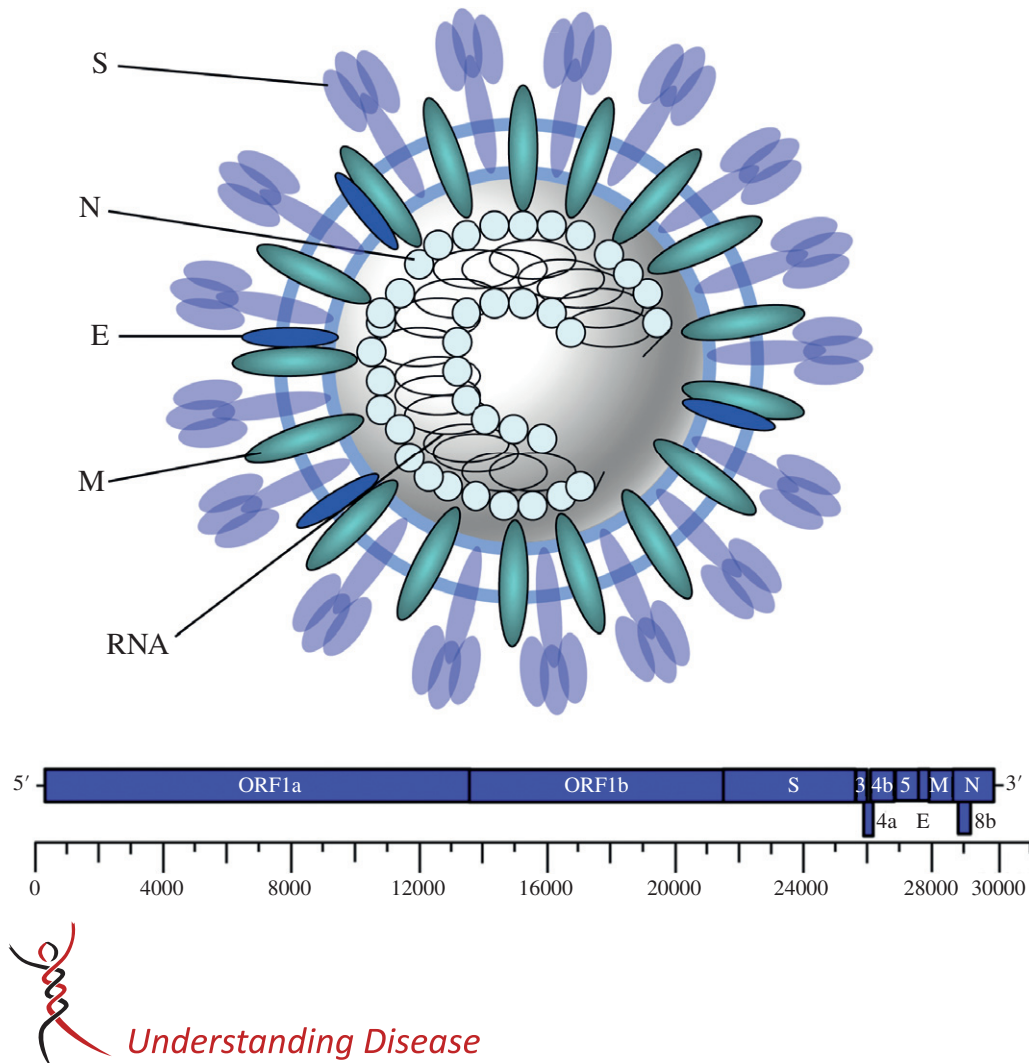 S
N
E
M
RNA
5′ ORF1a ORF1b S 3 4b 5 M N 3′
4a E 8b
0 4000 8000 12000 16000 20000 24000 28000 30000
Understanding Disease